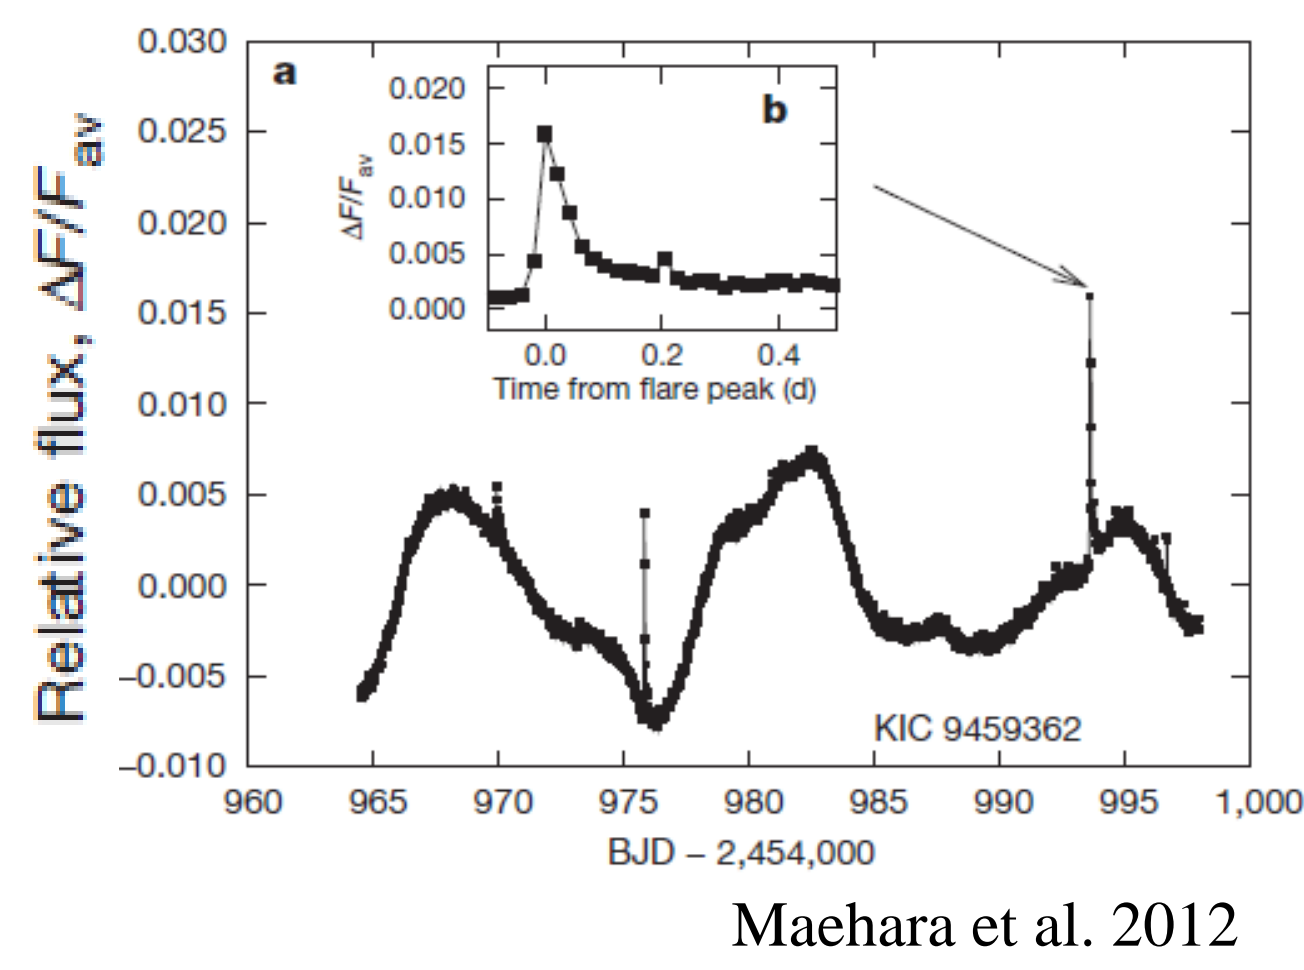 Relative flux, ΔF/Fav
0.030
0.025
0.020
0.015
0.010
0.005
0.000
−0.005
−0.010
a
b
ΔF/Fav
0.020
0.015
0.010
0.005
0.000
0.0 0.2 0.4
Time from flare peak (d)
KIC 9459362
960 965 970 975 980 985 990 995 1,000
BJD − 2,454,000
Maehara et al. 2012